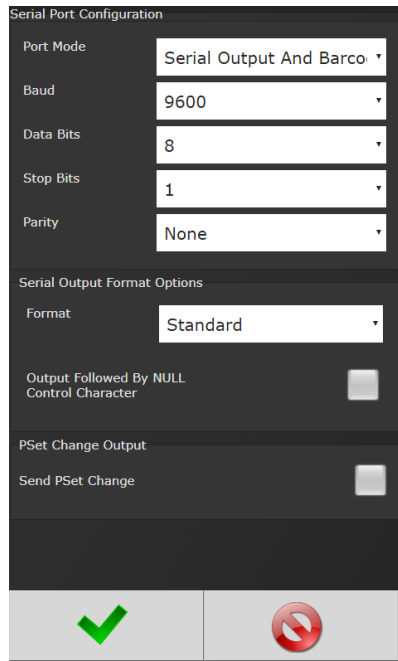 Serial Port Configuration
Port Mode
Serial Output And Barco
Baud
9600
Data Bits
8
Stop Bits
1
Parity
None
Serial Output Format Options
Format
Standard
Output Followed By NULL
Control Character
PSet Change Output
Send PSet Change